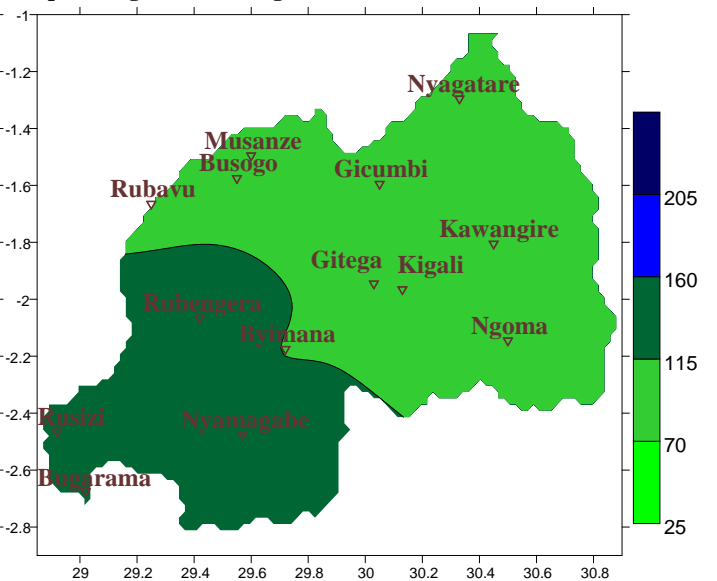 -1
-1.2
-1.4
-1.6
-1.8
-2
-2.2
-2.4
-2.6
-2.8
Nyagatare
Musanze
Busogo
Gicumbi
Rubavu
Kawangire
Gitega
Kigali
Rubengera
Byimana
Ngoma
Rusizi
Nyamagabe
Bugarama
205
160
115
70
25
29 29.2 29.4 29.6 29.8 30 30.2 30.4 30.6 30.8